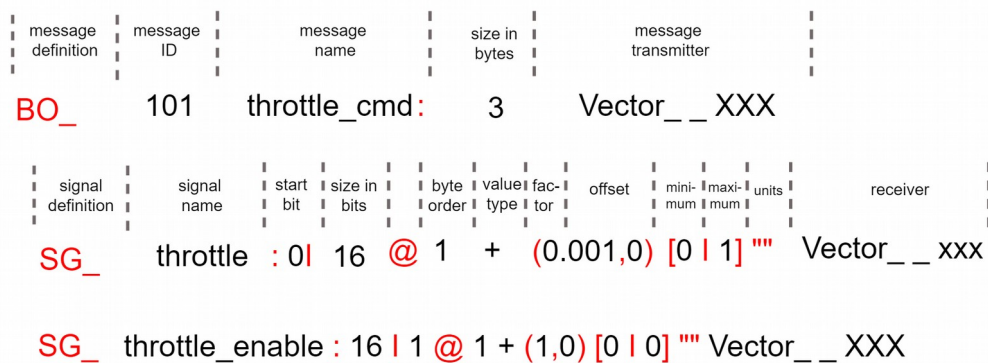 message definition message ID message name size in bytes message transmitter
BO_ 101 throttle_cmd: 3 Vector_ _ XXX
signal definition signal name start bit size in bits byte order value type fac-tor offset mini-mum maxi-mum units receiver
SG_ throttle : 0| 16 @ 1 + (0.001,0) [0 | 1] "" Vector_ _ xxx
SG_ throttle_enable : 16 | 1 @ 1 + (1,0) [0 | 0] "" Vector_ _ XXX